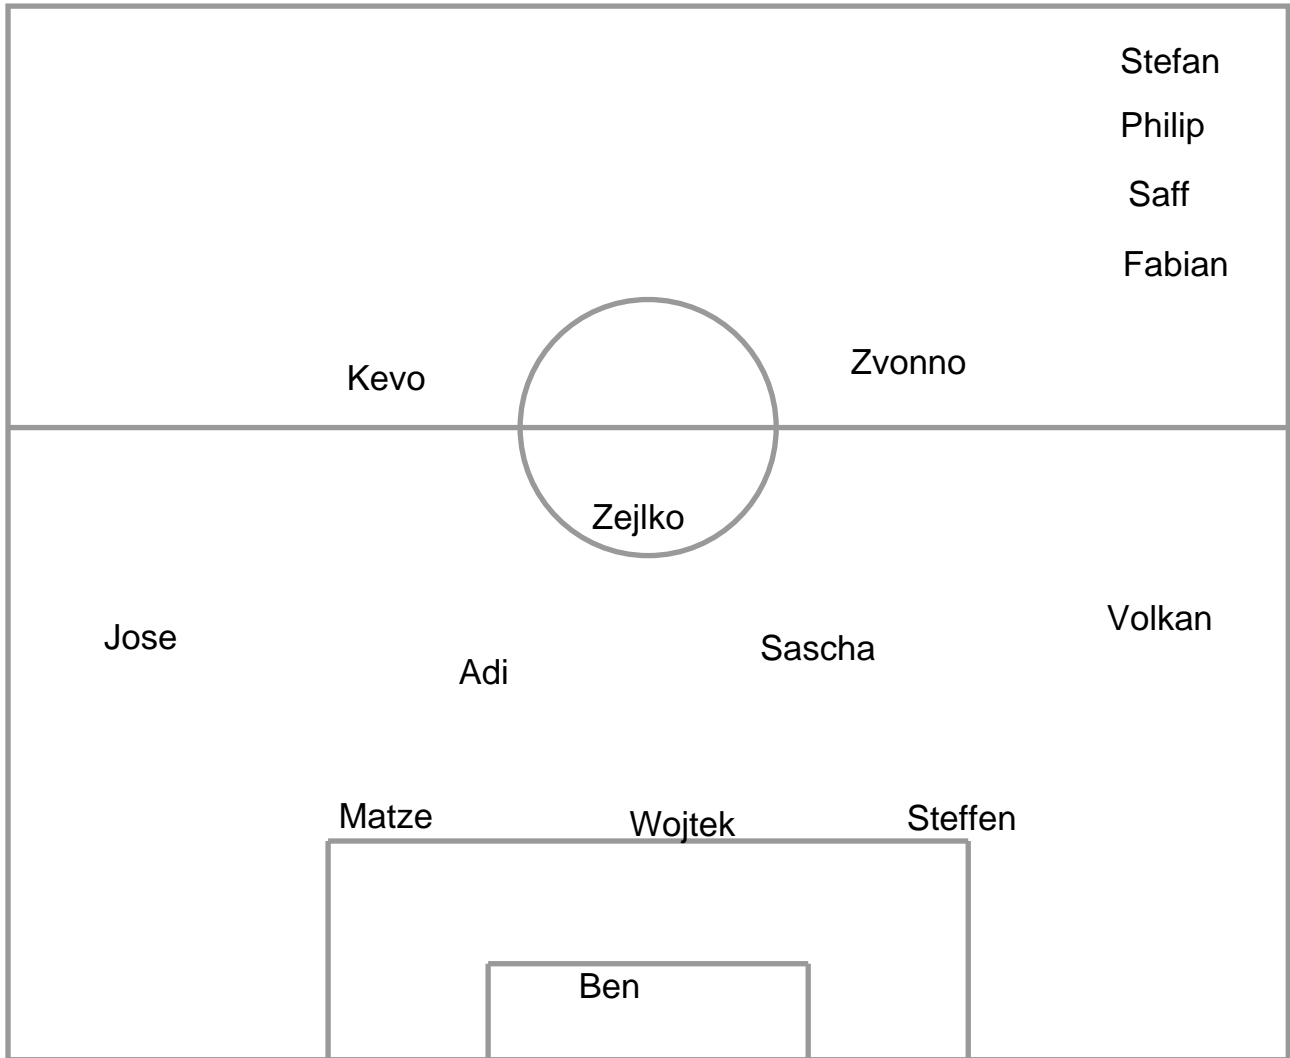 Stefan
Philip
Saff
Fabian
Zvonno
Kevo
Zejlko
Volkan
Jose
Sascha
Adi
Matze
Wojtek
Steffen
Ben